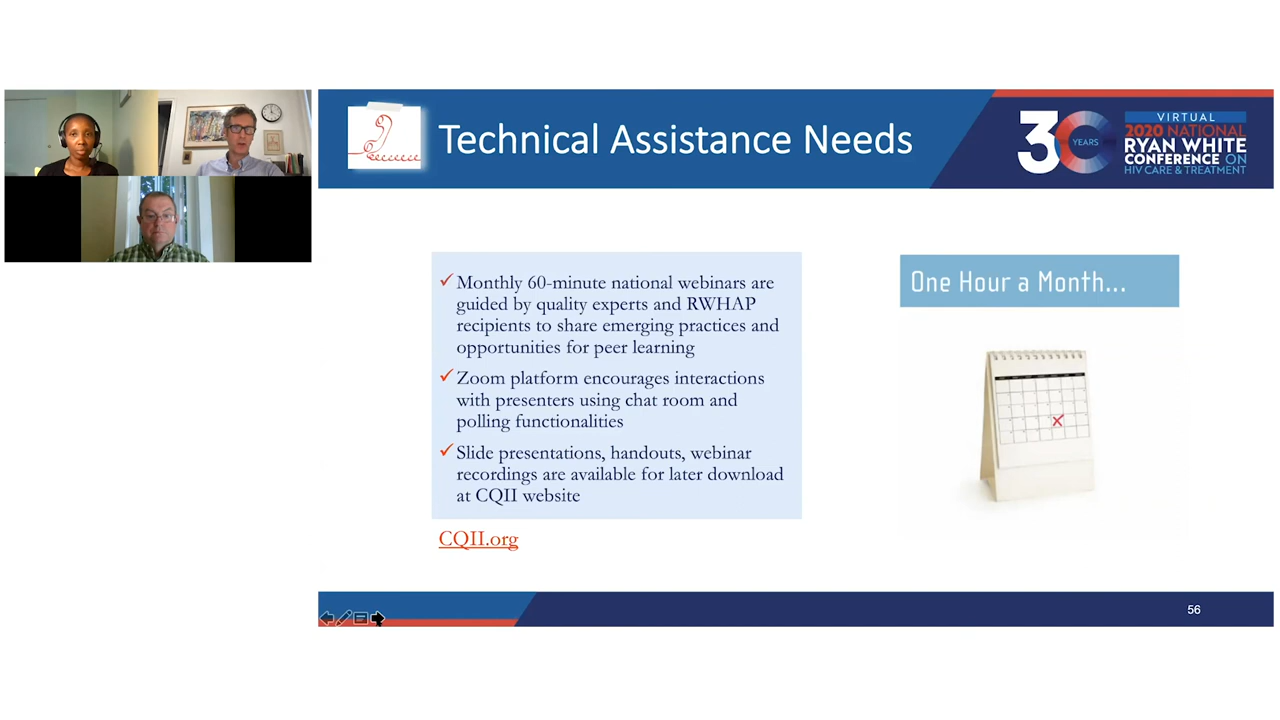 Technical Assistance Needs
30
YEARS
VIRTUAL
2020 NATIONAL
RYAN WHITE
CONFERENCE ON
HIV CARE & TREATMENT
Monthly 60-minute national webinars are
guided by quality experts and RWHAP
recipients to share emerging practices and
opportunities for peer learning
Zoom platform encourages interactions
with presenters using chat room and
polling functionalities
Slide presentations, handouts, webinar
recordings are available for later download
at CQII website
CQII.org
One Hour a Month...
56